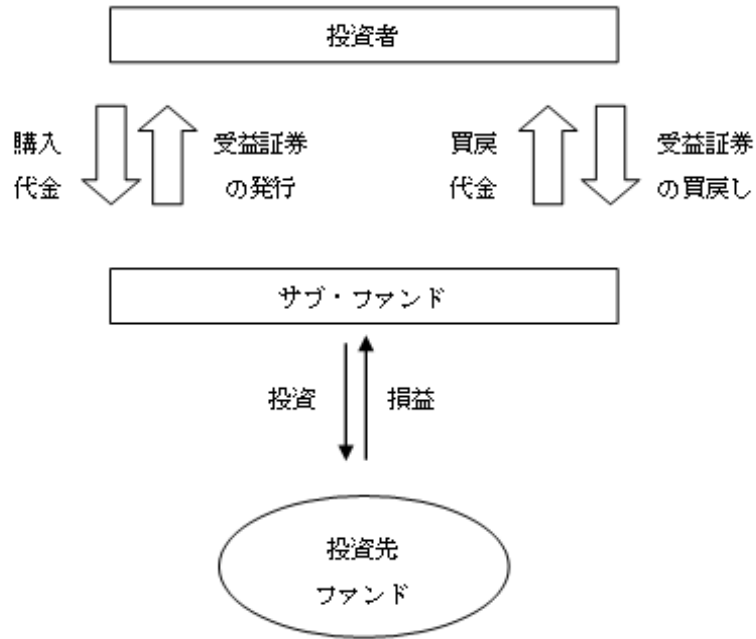 投資者
購入
代金
受益証券
の発行
買戻
代金
受益証券
の買戻し
サブ・ファンド
投資
損益
投資先
ファンド